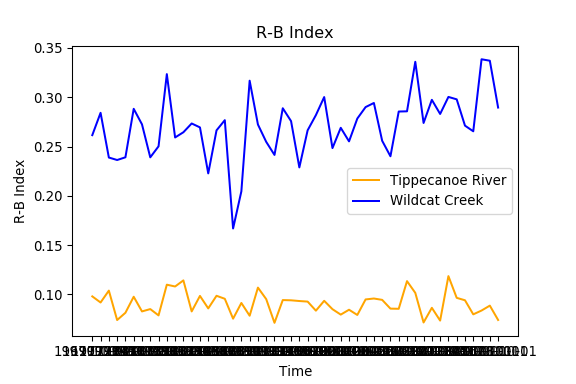 R-B Index
0.35
0.30
0.25
0.20
0.15
0.10
R-B Index
Tippecanoe River
Wildcat Creek
Time